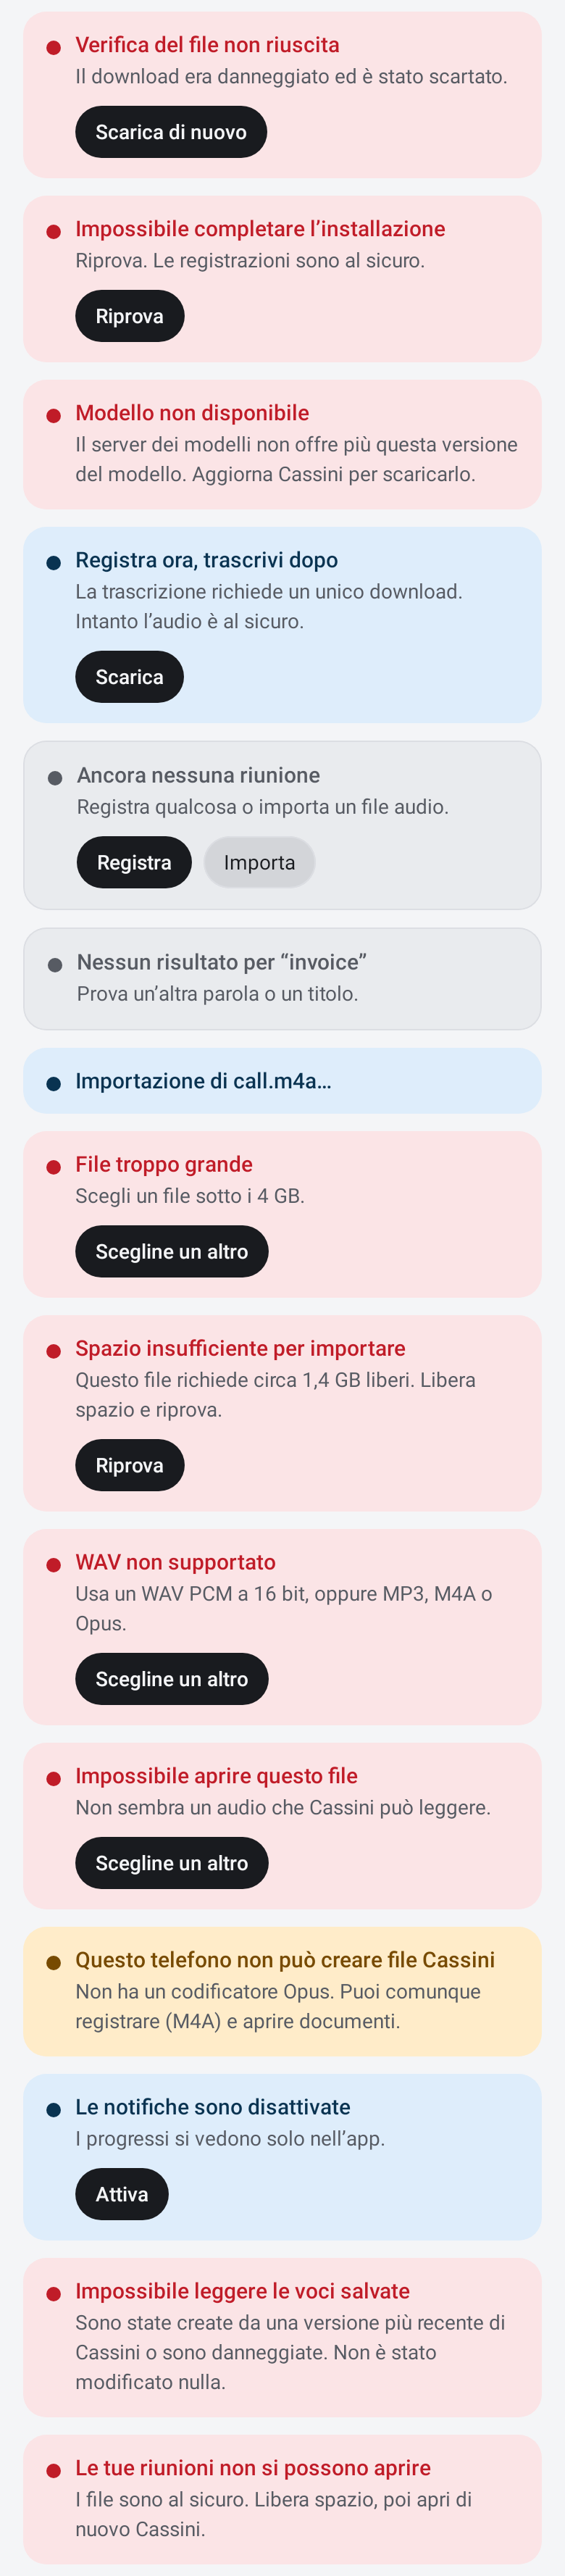 Verifica del file non riuscita
Il download era danneggiato ed è stato scartato.
Scarica di nuovo
Impossibile completare l’installazione
Riprova. Le registrazioni sono al sicuro.
Riprova
Modello non disponibile
Il server dei modelli non offre più questa versione
del modello. Aggiorna Cassini per scaricarlo.
Registra ora, trascrivi dopo
La trascrizione richiede un unico download.
Intanto l’audio è al sicuro.
Scarica
Ancora nessuna riunione
Registra qualcosa o importa un file audio.
Registra Importa
Nessun risultato per “invoice”
Prova un’altra parola o un titolo.
Importazione di call.m4a…
File troppo grande
Scegli un file sotto i 4 GB.
Scegline un altro
Spazio insufficiente per importare
Questo file richiede circa 1,4 GB liberi. Libera
spazio e riprova.
Riprova
WAV non supportato
Usa un WAV PCM a 16 bit, oppure MP3, M4A o
Opus.
Scegline un altro
Impossibile aprire questo file
Non sembra un audio che Cassini può leggere.
Scegline un altro
Questo telefono non può creare file Cassini
Non ha un codificatore Opus. Puoi comunque
registrare (M4A) e aprire documenti.
Le notifiche sono disattivate
I progressi si vedono solo nell’app.
Attiva
Impossibile leggere le voci salvate
Sono state create da una versione più recente di
Cassini o sono danneggiate. Non è stato
modificato nulla.
Le tue riunioni non si possono aprire
I file sono al sicuro. Libera spazio, poi apri di
nuovo Cassini.